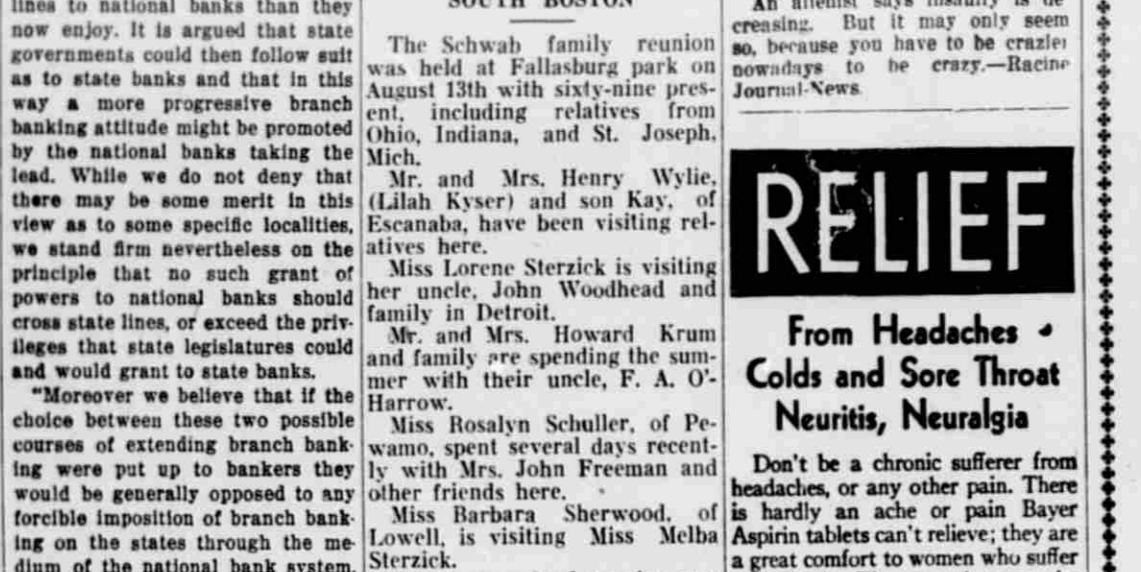 lines to national banks than they
now enjoy. It is argued that state
governments could then follow suit
as to state banks and that in this
way a more progressive branch
banking attitude might be promoted
by the national banks taking the
lead. While we do not deny that
there may be some merit in this
view as to some specific localities,
we stand firm nevertheless on the
principle that no such grant of
powers to national banks should
cross state lines, or exceed the priv-
ileges that state legislatures could
and would grant to state banks.
"Moreover we believe that if the
choice between these two possible
courses of extending branch bank-
ing were put up to bankers they
would be generally opposed to any
forcible imposition of branch bank-
ing on the states through the me-
dium of the national bank system.
SOUTH BOSTON
The Schwab family reunion
was held at Fallasburg park on
August 13th with sixty-nine pres-
ent, including relatives from
Ohio, Indiana, and St. Joseph,
Mich.
Mr. and Mrs. Henry Wylie,
(Lilah Kyser) and son Kay, of
Escanaba, have been visiting rel-
atives here.
Miss Lorene Sterzick is visiting
her uncle, John Woodhead and
family in Detroit.
Mr. and Mrs. Howard Krum
and family are spending the sum-
mer with their uncle, F. A. O'-
Harrow.
Miss Rosalyn Schuller, of Pe-
wamo, spent several days recent-
ly with Mrs. John Freeman and
other friends here.
Miss Barbara Sherwood, of
Lowell, is visiting Miss Melba
Sterzick.
An alienist says insanity is de-
creasing. But it may only seem
so, because you have to be crazier
nowadays to be crazy.—Racine
Journal-News
RELIEF
From Headaches
Colds and Sore Throat
Neuritis, Neuralgia
Don't be a chronic sufferer from
headaches, or any other pain. There
is hardly an ache or pain Bayer
Aspirin tablets can't relieve; they are
a great comfort to women who suffer